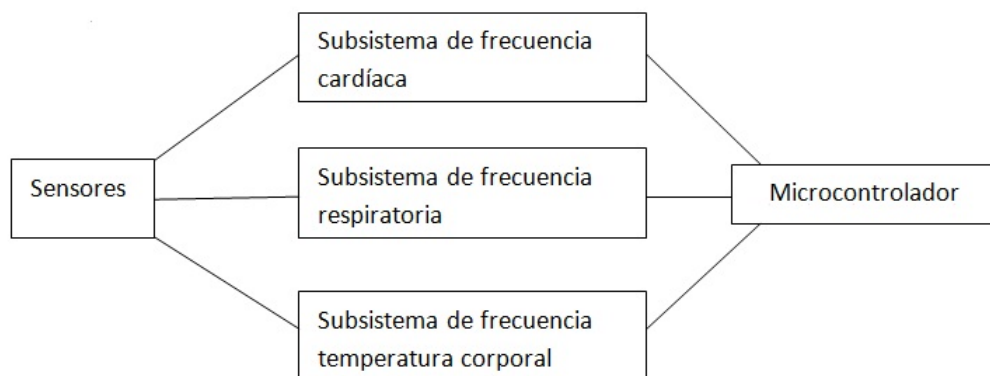 Subsistema de frecuencia
cardíaca
Sensores
Subsistema de frecuencia
respiratoria
Microcontrolador
Subsistema de frecuencia
temperatura corporal